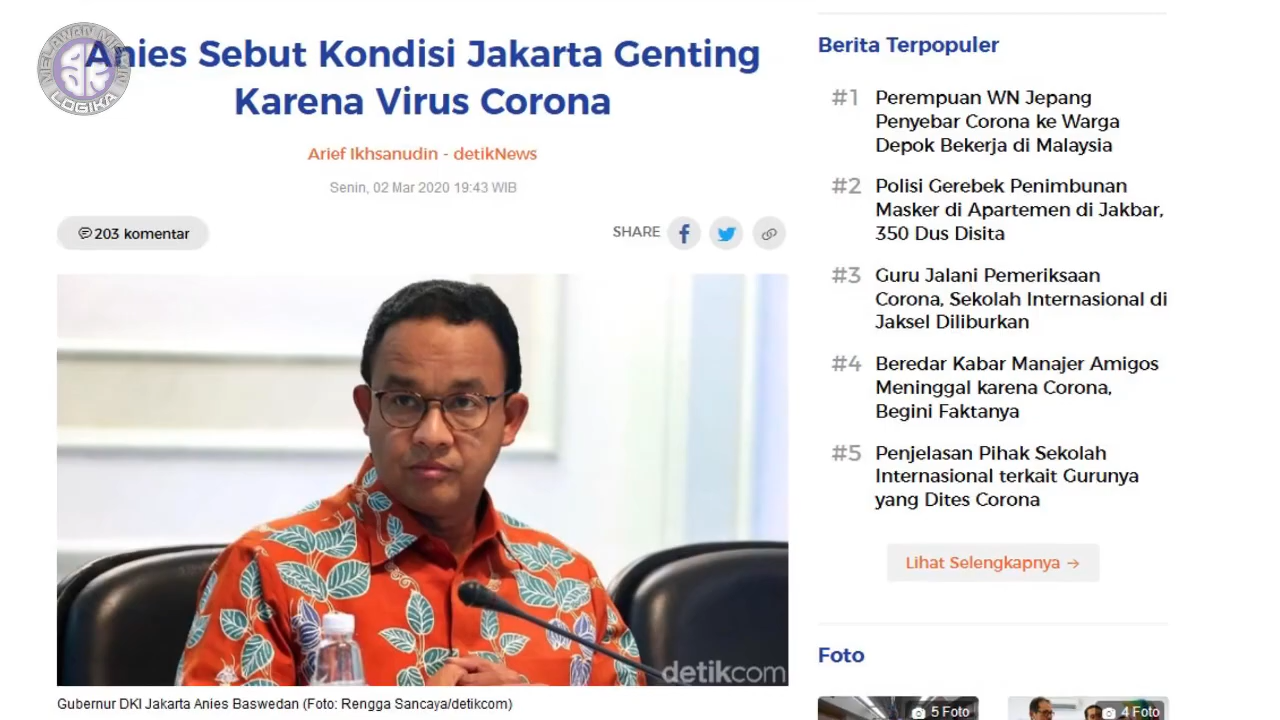 MELAWAN
LOGIKA
Anies Sebut Kondisi Jakarta Genting
Karena Virus Corona
Arief Ikhsanudin - detikNews
Senin, 02 Mar 2020 19:43 WIB
203 komentar
SHARE
detikcom
Gubernur DKI Jakarta Anies Baswedan (Foto: Rengga Sancaya/detikcom)
Berita Terpopuler
#1 Perempuan WN Jepang
Penyebar Corona ke Warga
Depok Bekerja di Malaysia
#2 Polisi Gerebek Penimbunan
Masker di Apartemen di Jakbar,
350 Dus Disita
#3 Guru Jalani Pemeriksaan
Corona, Sekolah Internasional di
Jaksel Diliburkan
#4 Beredar Kabar Manajer Amigos
Meninggal karena Corona,
Begini Faktanya
#5 Penjelasan Pihak Sekolah
Internasional terkait Gurunya
yang Dites Corona
Lihat Selengkapnya →
Foto
5 Foto
4 Foto